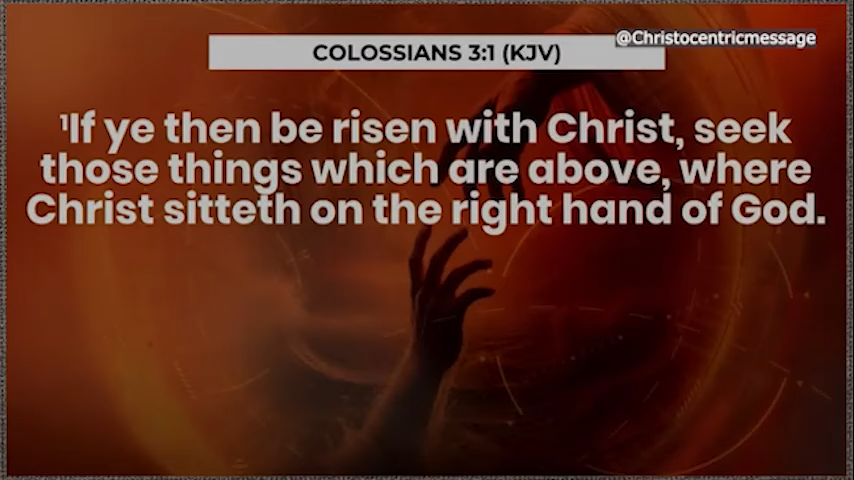 @Christocentricmessage
COLOSSIANS 3:1 (KJV)
¹If ye then be risen with Christ, seek
those things which are above, where
Christ sitteth on the right hand of God.